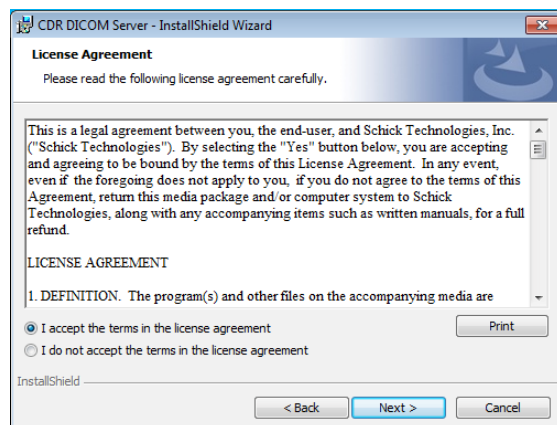 CDR DICOM Server - InstallShield Wizard
License Agreement
Please read the following license agreement carefully.
This is a legal agreement between you, the end-user, and Schick Technologies, Inc.
("Schick Technologies").  By selecting the "Yes" button below, you are accepting
and agreeing to be bound by the terms of this License Agreement.  In any event,
even if the foregoing does not apply to you, if you do not agree to the terms of this
Agreement, return this media package and/or computer system to Schick
Technologies, along with any accompanying items such as written manuals, for a full
refund.
LICENSE AGREEMENT
1. DEFINITION.  The program(s) and other files on the accompanying media are
I accept the terms in the license agreement
Print
I do not accept the terms in the license agreement
InstallShield
< Back
Next >
Cancel